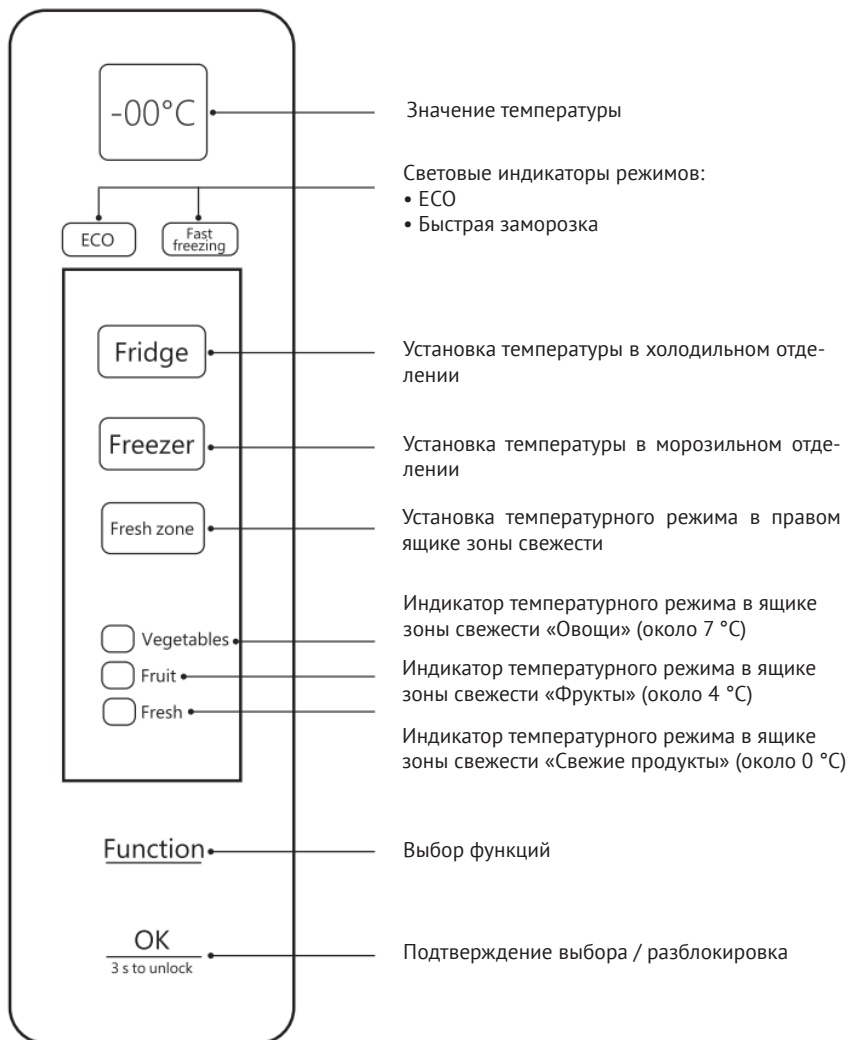 -00°C
Значение температуры
Световые индикаторы режимов:
• ECO
• Быстрая заморозка
ECO
Fast
freezing
Fridge
Установка температуры в холодильном отде-
лении
Freezer
Установка температуры в морозильном отде-
лении
Fresh zone
Установка температурного режима в правом
ящике зоны свежести
Vegetables
Индикатор температурного режима в ящике
зоны свежести «Овощи» (около 7 °C)
Fruit
Индикатор температурного режима в ящике
зоны свежести «Фрукты» (около 4 °C)
Fresh
Индикатор температурного режима в ящике
зоны свежести «Свежие продукты» (около 0 °C)
Function
Выбор функций
OK
3 s to unlock
Подтверждение выбора / разблокировка